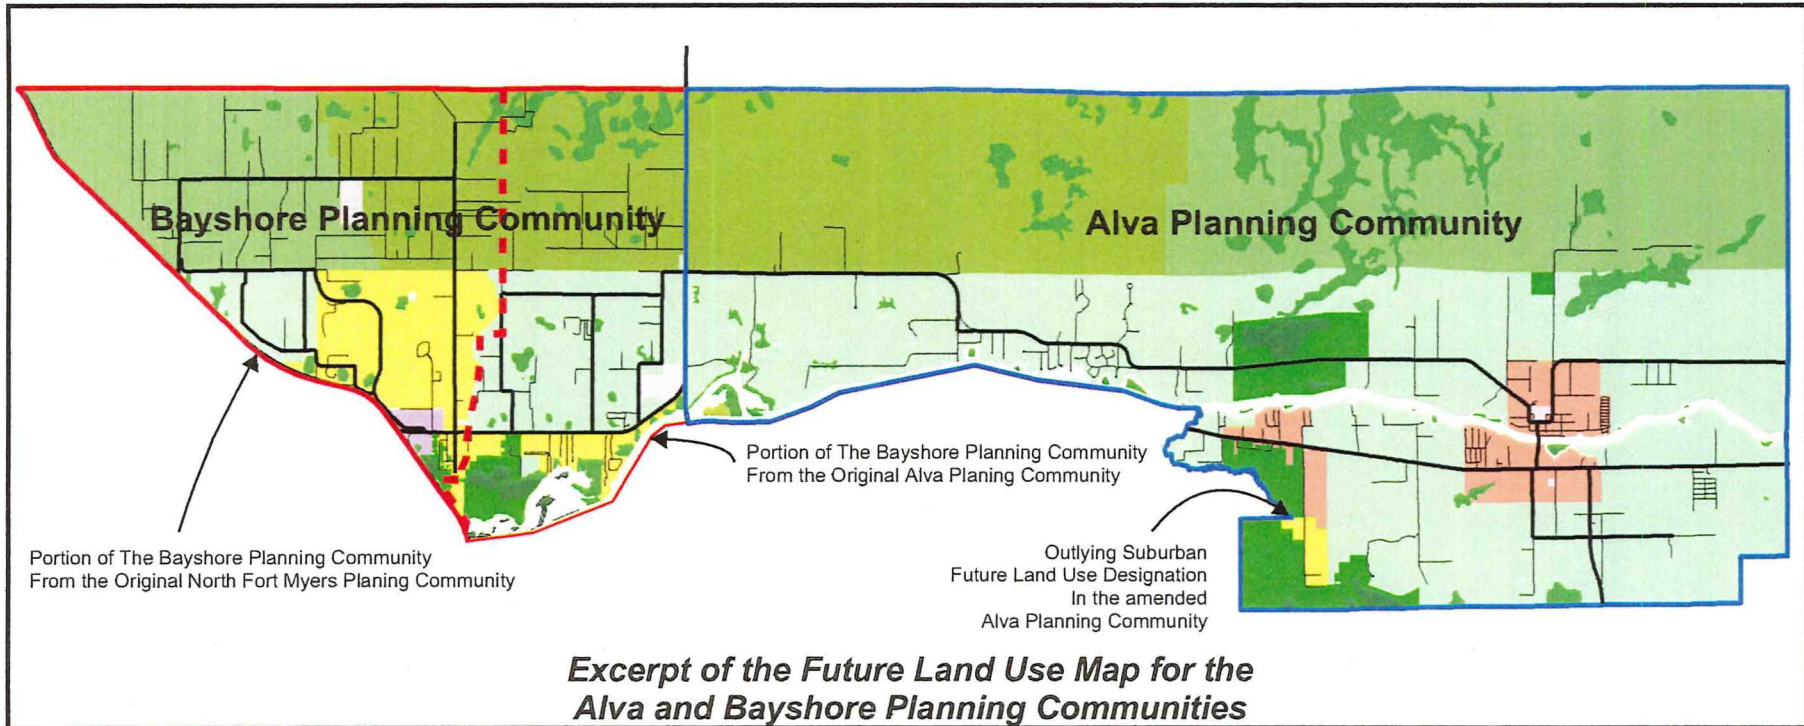 Bayshore Planning Community
Alva Planning Community
Portion of The Bayshore Planning Community
From the Original Alva Planing Community
Portion of The Bayshore Planning Community
From the Original North Fort Myers Planing Community
Outlying Suburban
Future Land Use Designation
In the amended
Alva Planning Community
Excerpt of the Future Land Use Map for the
Alva and Bayshore Planning Communities